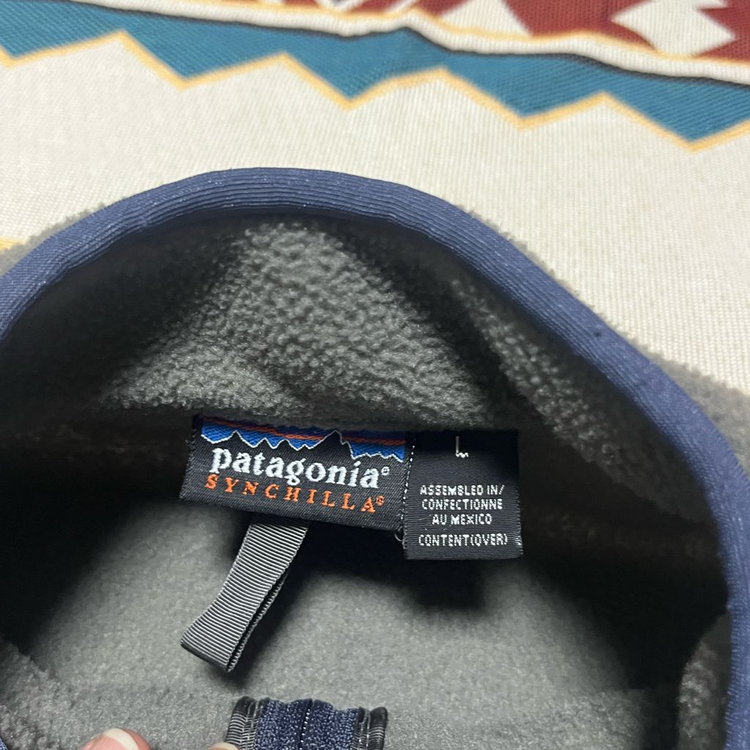 patagonia®
SYNCHILLA®
L
ASSEMBLED IN/
CONFECTIONNE
AU MEXICO
CONTENT(OVER)